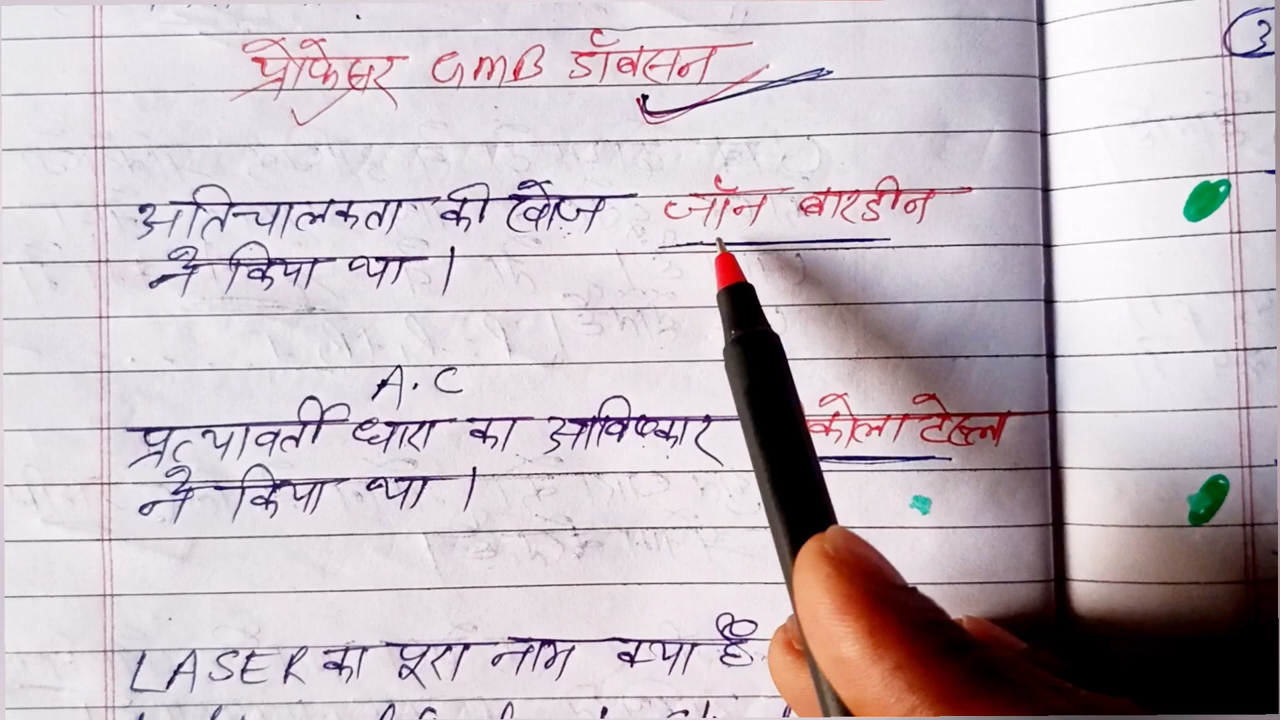 प्रोफेसर GMB डॉबसन
अतिचालकता की खोज जॉन बारडीन
ने किया था।
A.C
प्रत्यावर्ती धारा का आविष्कार कोला टेस्ला
ने किया था।
LASER का पूरा नाम क्या है